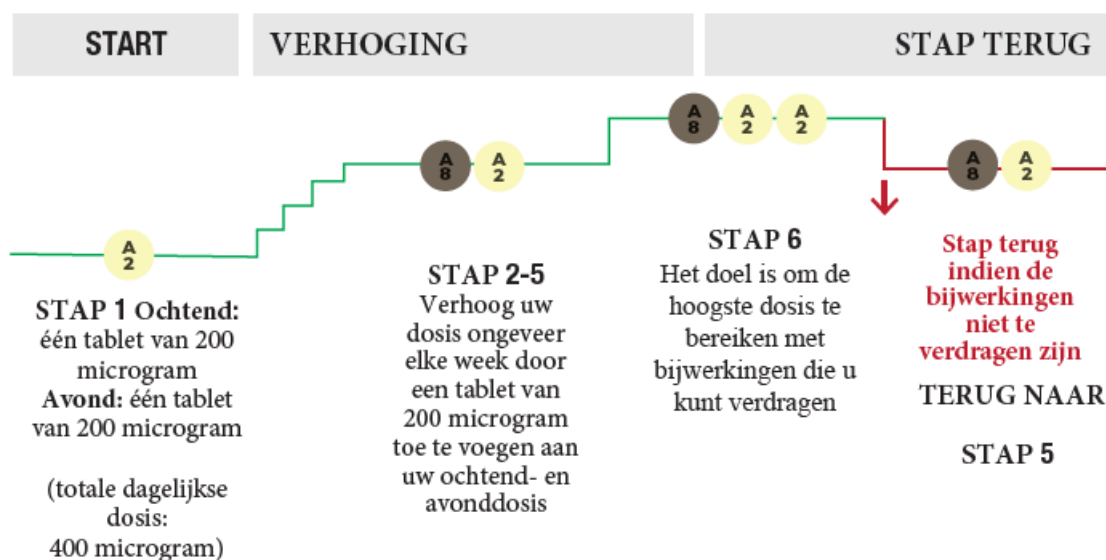 START
VERHOGING
STAP TERUG
A
2
STAP 1 Ochtend:
één tablet van 200
microgram
Avond: één tablet
van 200 microgram
(totale dagelijkse
dosis:
400 microgram)
A
8
A
2
STAP 2-5
Verhoog uw
dosis ongeveer
elke week door
een tablet van
200 microgram
toe te voegen aan
uw ochtend- en
avonddosis
A
8
A
2
A
2
STAP 6
Het doel is om de
hoogste dosis te
bereiken met
bijwerkingen die u
kunt verdragen
A
8
A
2
Stap terug
indien de
bijwerkingen
niet te
verdragen zijn
TERUG NAAR
STAP 5